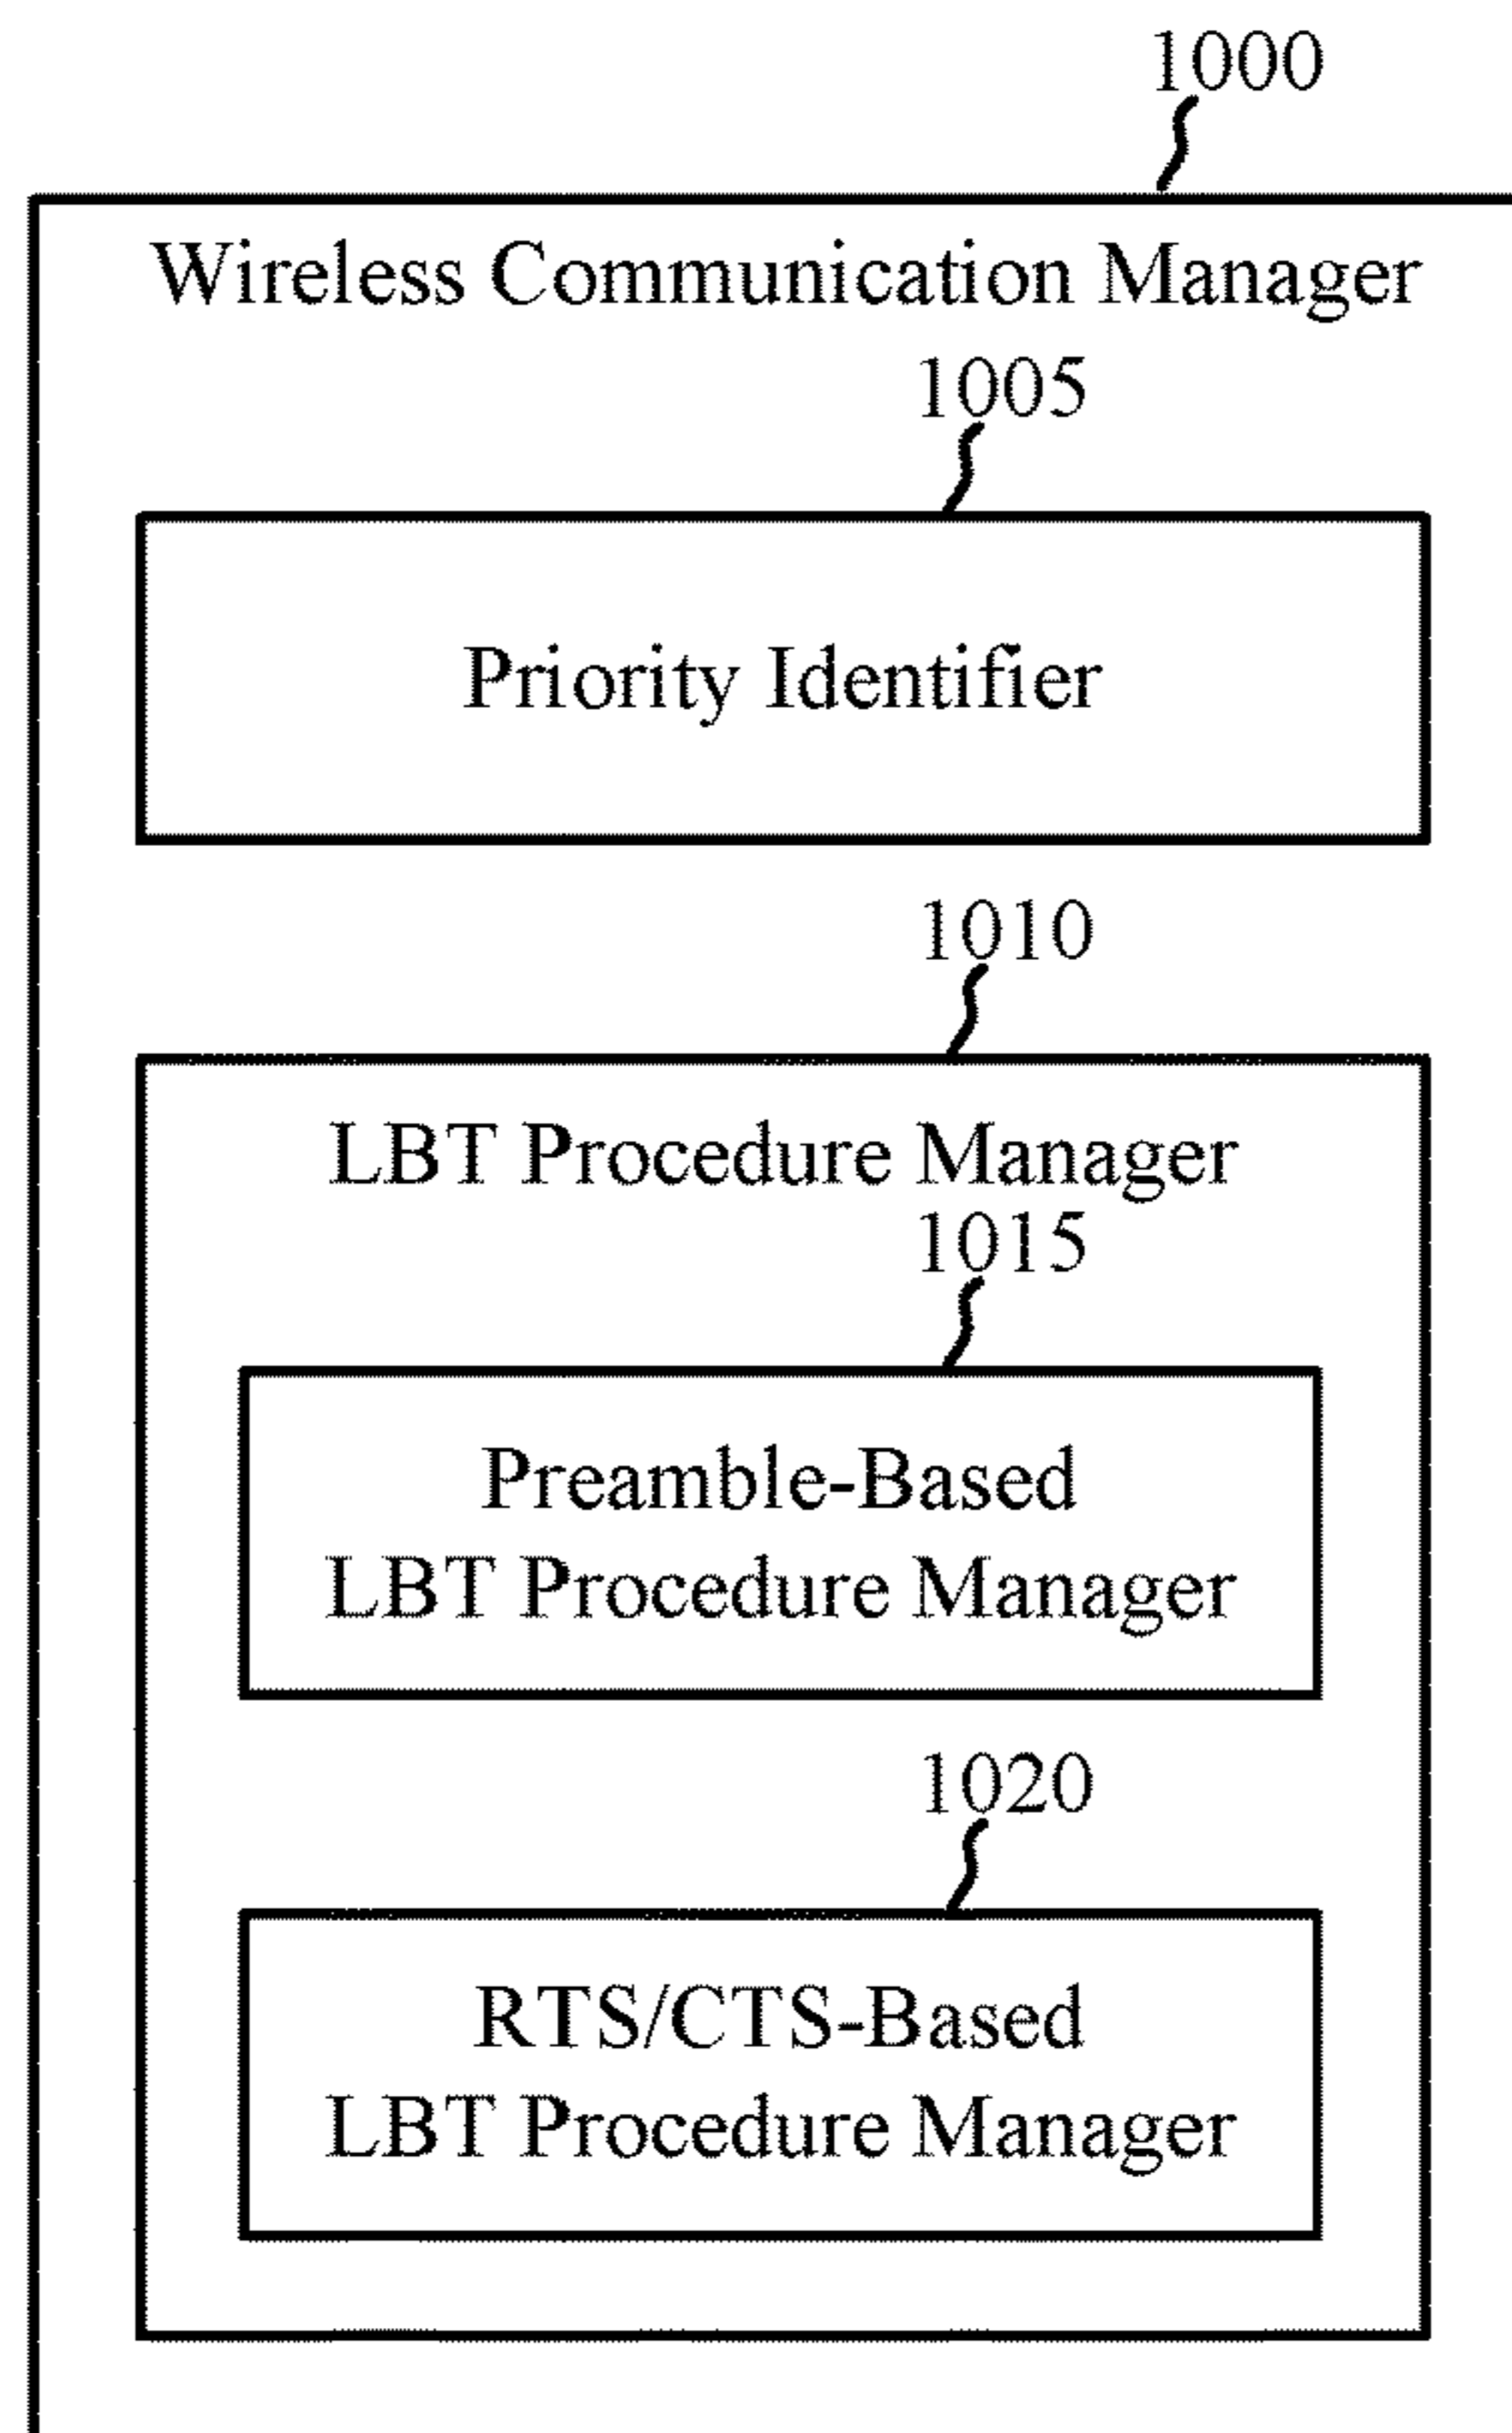 1000
Wireless Communication Manager
1005
Priority Identifier
1010
LBT Procedure Manager
1015
Preamble-Based
LBT Procedure Manager
1020
RTS/CTS-Based
LBT Procedure Manager